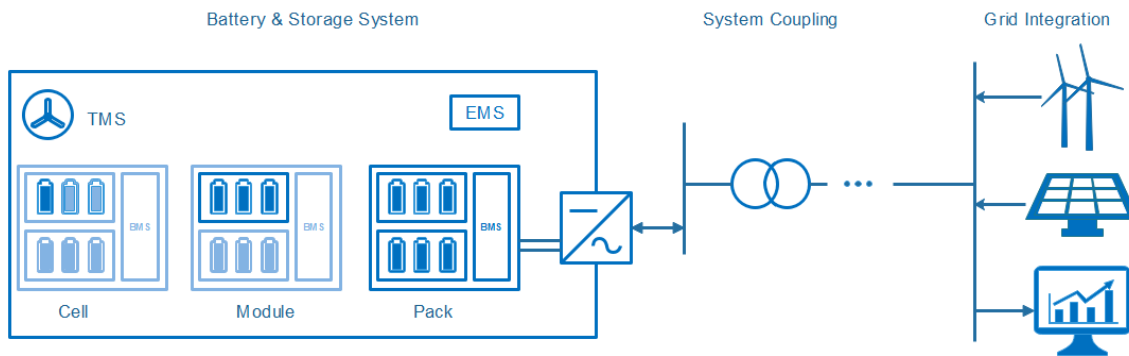 Battery & Storage System
System Coupling
Grid Integration
TMS
EMS
BMS
BMS
BMS
Cell
Module
Pack